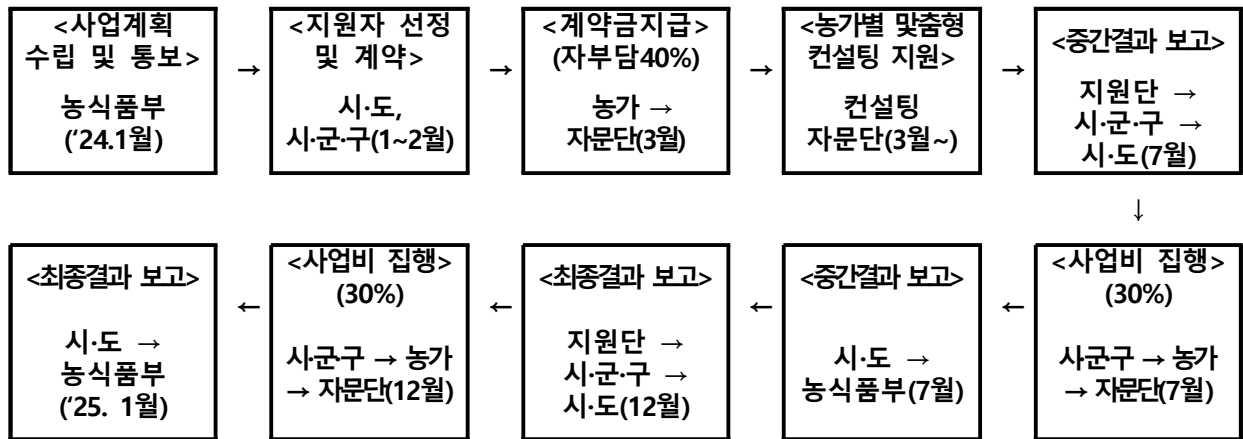 <사업계획
수립 및 통보>
농식품부
(‘24.1월)
→
<지원자 선정
및 계약>
시·도,
시·군·구(1~2월)
→
<계약금지급>
(자부담40%)
농가 →
자문단(3월)
→
<농가별 맞춤형
컨설팅 지원>
컨설팅
자문단(3월~)
→
<중간결과 보고>
지원단 →
시·군·구 →
시·도(7월)
↓
<사업비 집행>
(30%)
사군구 → 농가
→ 자문단(7월)
←
<중간결과 보고>
시·도 →
농식품부(7월)
←
<최종결과 보고>
지원단 →
시·군·구 →
시·도(12월)
←
<사업비 집행>
(30%)
시·군·구 → 농가
→ 자문단(12월)
←
<최종결과 보고>
시·도 →
농식품부
(‘25. 1월)